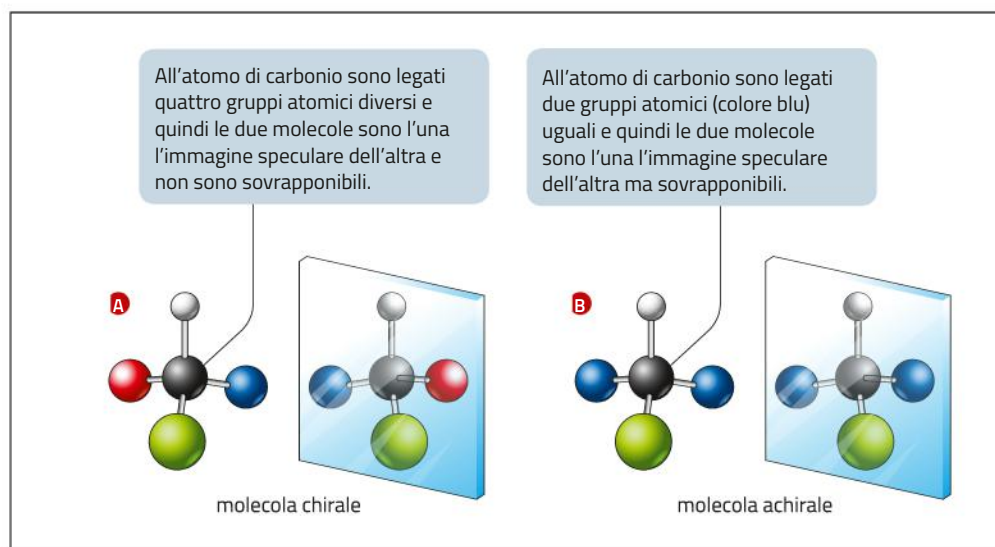 All’atomo di carbonio sono legati
quattro gruppi atomici diversi e
quindi le due molecole sono l’una
l’immagine speculare dell’altra e
non sono sovrapponibili.
All’atomo di carbonio sono legati
due gruppi atomici (colore blu)
uguali e quindi le due molecole
sono l’una l’immagine speculare
dell’altra ma sovrapponibili.
A
B
molecola chirale
molecola achirale